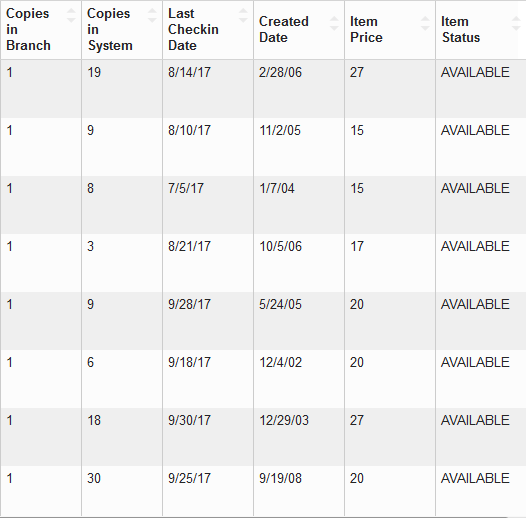 Copies in Branch	Copies in System	Last Checkin Date	Created Date	Item Price	Item Status
1	19	8/14/17	2/28/06	27	AVAILABLE
1	9	8/10/17	11/2/05	15	AVAILABLE
1	8	7/5/17	1/7/04	15	AVAILABLE
1	3	8/21/17	10/5/06	17	AVAILABLE
1	9	9/28/17	5/24/05	20	AVAILABLE
1	6	9/18/17	12/4/02	20	AVAILABLE
1	18	9/30/17	12/29/03	27	AVAILABLE
1	30	9/25/17	9/19/08	20	AVAILABLE